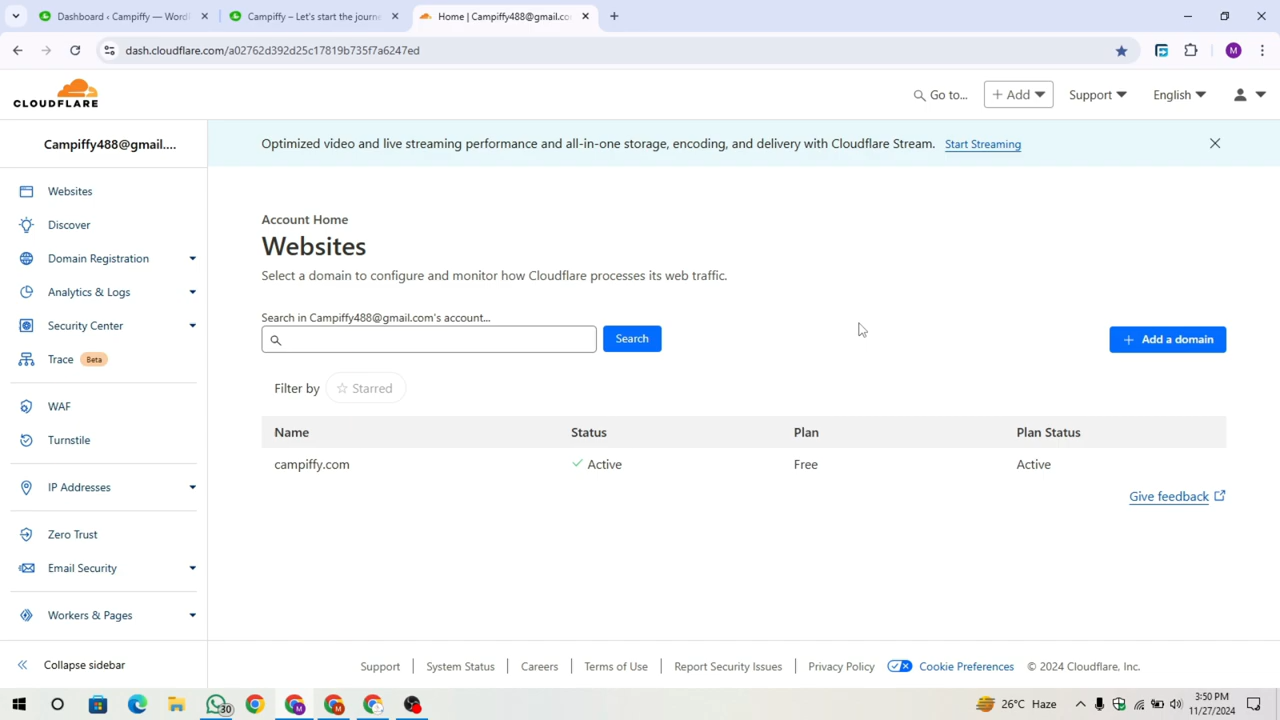 Dashboard ‹ Campiffy — Word
Campiffy – Let's start the journe
Home | Campiffy488@gmail.co
dash.cloudflare.com/a02762d392d25c17819b735f7a6247ed
M
CLOUDFLARE
Go to...
+ Add
Support
English
Campiffy488@gmail....
Optimized video and live streaming performance and all-in-one storage, encoding, and delivery with Cloudflare Stream. Start Streaming
Websites
Discover
Domain Registration
Analytics & Logs
Security Center
Trace Beta
WAF
Turnstile
IP Addresses
Zero Trust
Email Security
Workers & Pages
Collapse sidebar
Account Home
Websites
Select a domain to configure and monitor how Cloudflare processes its web traffic.
Search in Campiffy488@gmail.com's account...
Search
+ Add a domain
Filter by
Starred
Name Status Plan Plan Status
campiffy.com Active Free Active
Give feedback
Support
System Status
Careers
Terms of Use
Report Security Issues
Privacy Policy
Cookie Preferences
© 2024 Cloudflare, Inc.
30
M
M
26°C Haze
3:50 PM
11/27/2024